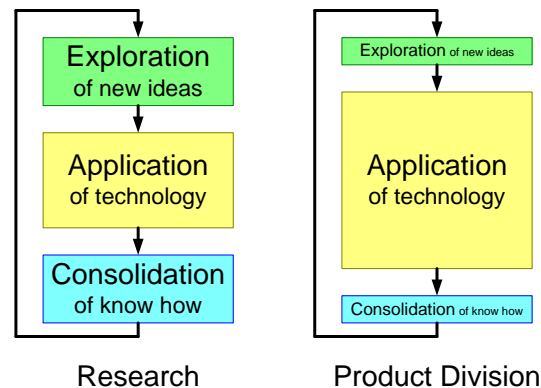 Exploration
of new ideas
Application
of technology
Consolidation
of know how
Research
Exploration of new ideas
Application
of technology
Consolidation of know how
Product Division